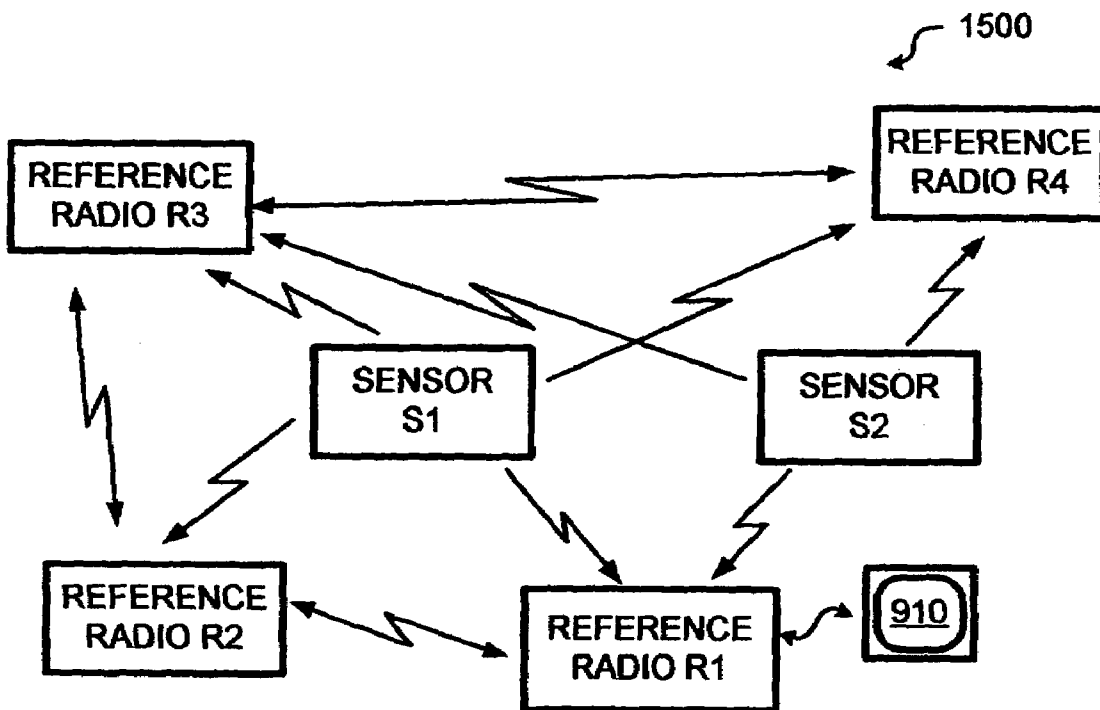 1500
REFERENCE
RADIO R3
REFERENCE
RADIO R4
SENSOR
S1
SENSOR
S2
REFERENCE
RADIO R2
REFERENCE
RADIO R1
910